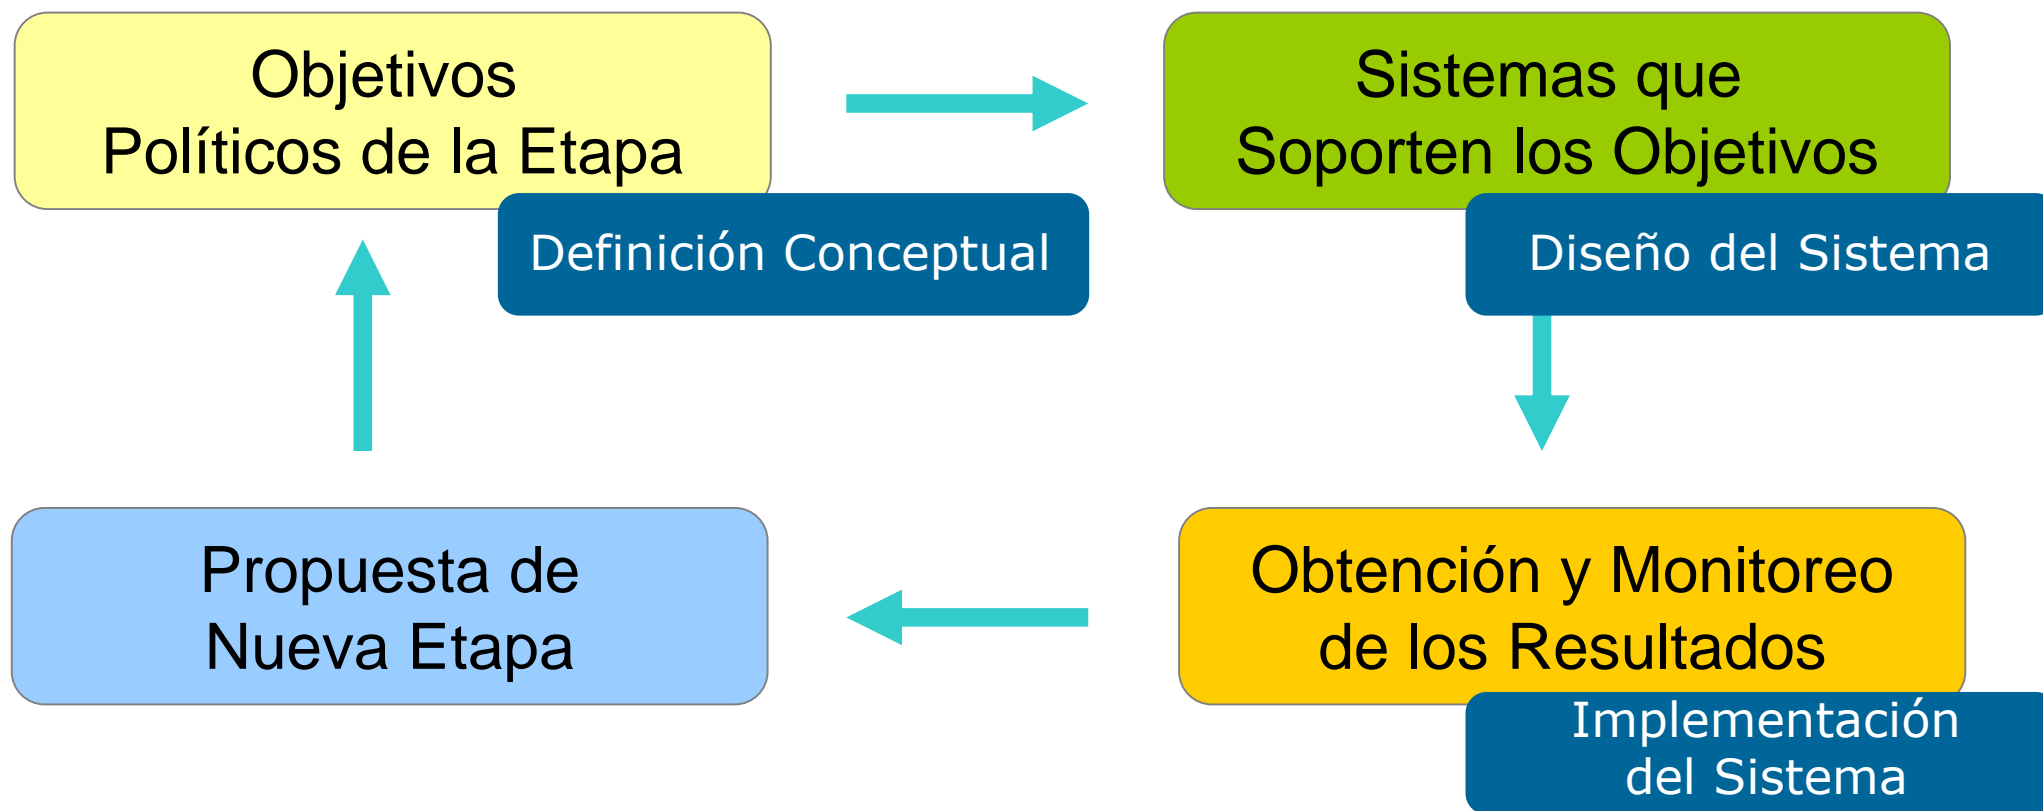 Objetivos
Políticos de la Etapa
Definición Conceptual
Sistemas que
Soporten los Objetivos
Diseño del Sistema
Propuesta de
Nueva Etapa
Obtención y Monitoreo
de los Resultados
Implementación
del Sistema